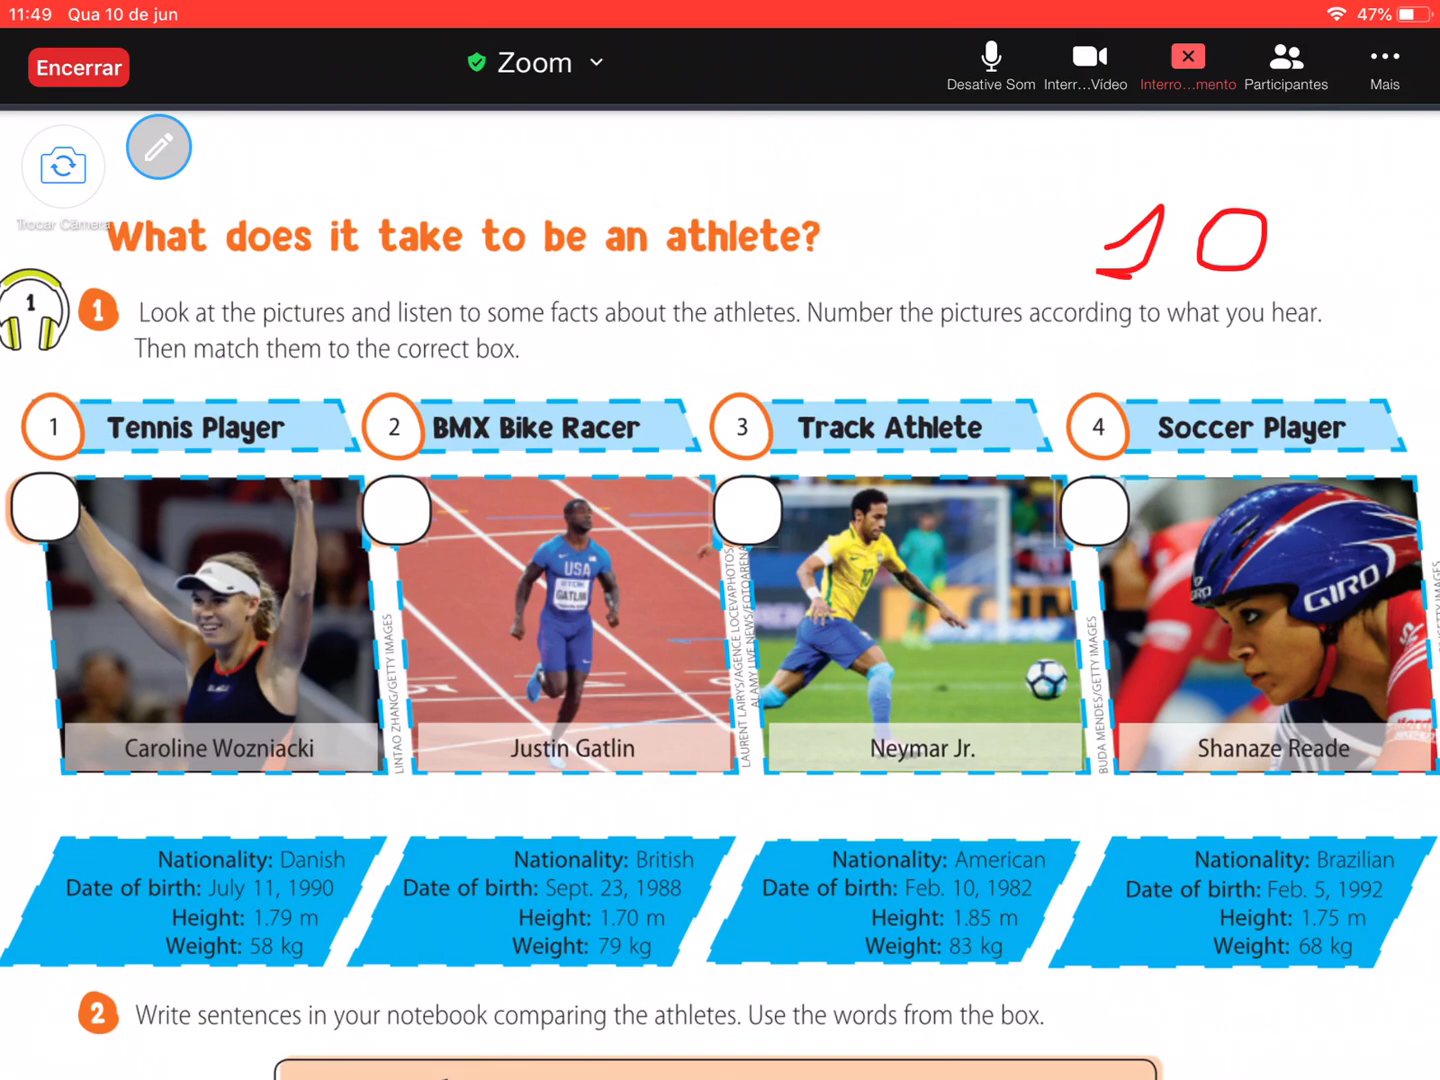 11:49 Qua 10 de jun
47%
Encerrar
Zoom
Desative Som
Interr...Vídeo
Interro...mento
Participantes
Mais
Trocar Câmera
What does it take to be an athlete?
10
1
1 Look at the pictures and listen to some facts about the athletes. Number the pictures according to what you hear.
Then match them to the correct box.
1 Tennis Player
2 BMX Bike Racer
3 Track Athlete
4 Soccer Player
LINTAO ZHANG/GETTY IMAGES
USA
GATLIN
LAURENT LAIRYS/AGENCE LOCEVAPHOTOS/
ALAMY LIVE NEWS/FOTOARENA
10
BUDA MENDES/GETTY IMAGES
GIRO
GETTY IMAGES
Caroline Wozniacki
Justin Gatlin
Neymar Jr.
Shanaze Reade
Nationality: Danish
Date of birth: July 11, 1990
Height: 1.79 m
Weight: 58 kg
Nationality: British
Date of birth: Sept. 23, 1988
Height: 1.70 m
Weight: 79 kg
Nationality: American
Date of birth: Feb. 10, 1982
Height: 1.85 m
Weight: 83 kg
Nationality: Brazilian
Date of birth: Feb. 5, 1992
Height: 1.75 m
Weight: 68 kg
2 Write sentences in your notebook comparing the athletes. Use the words from the box.